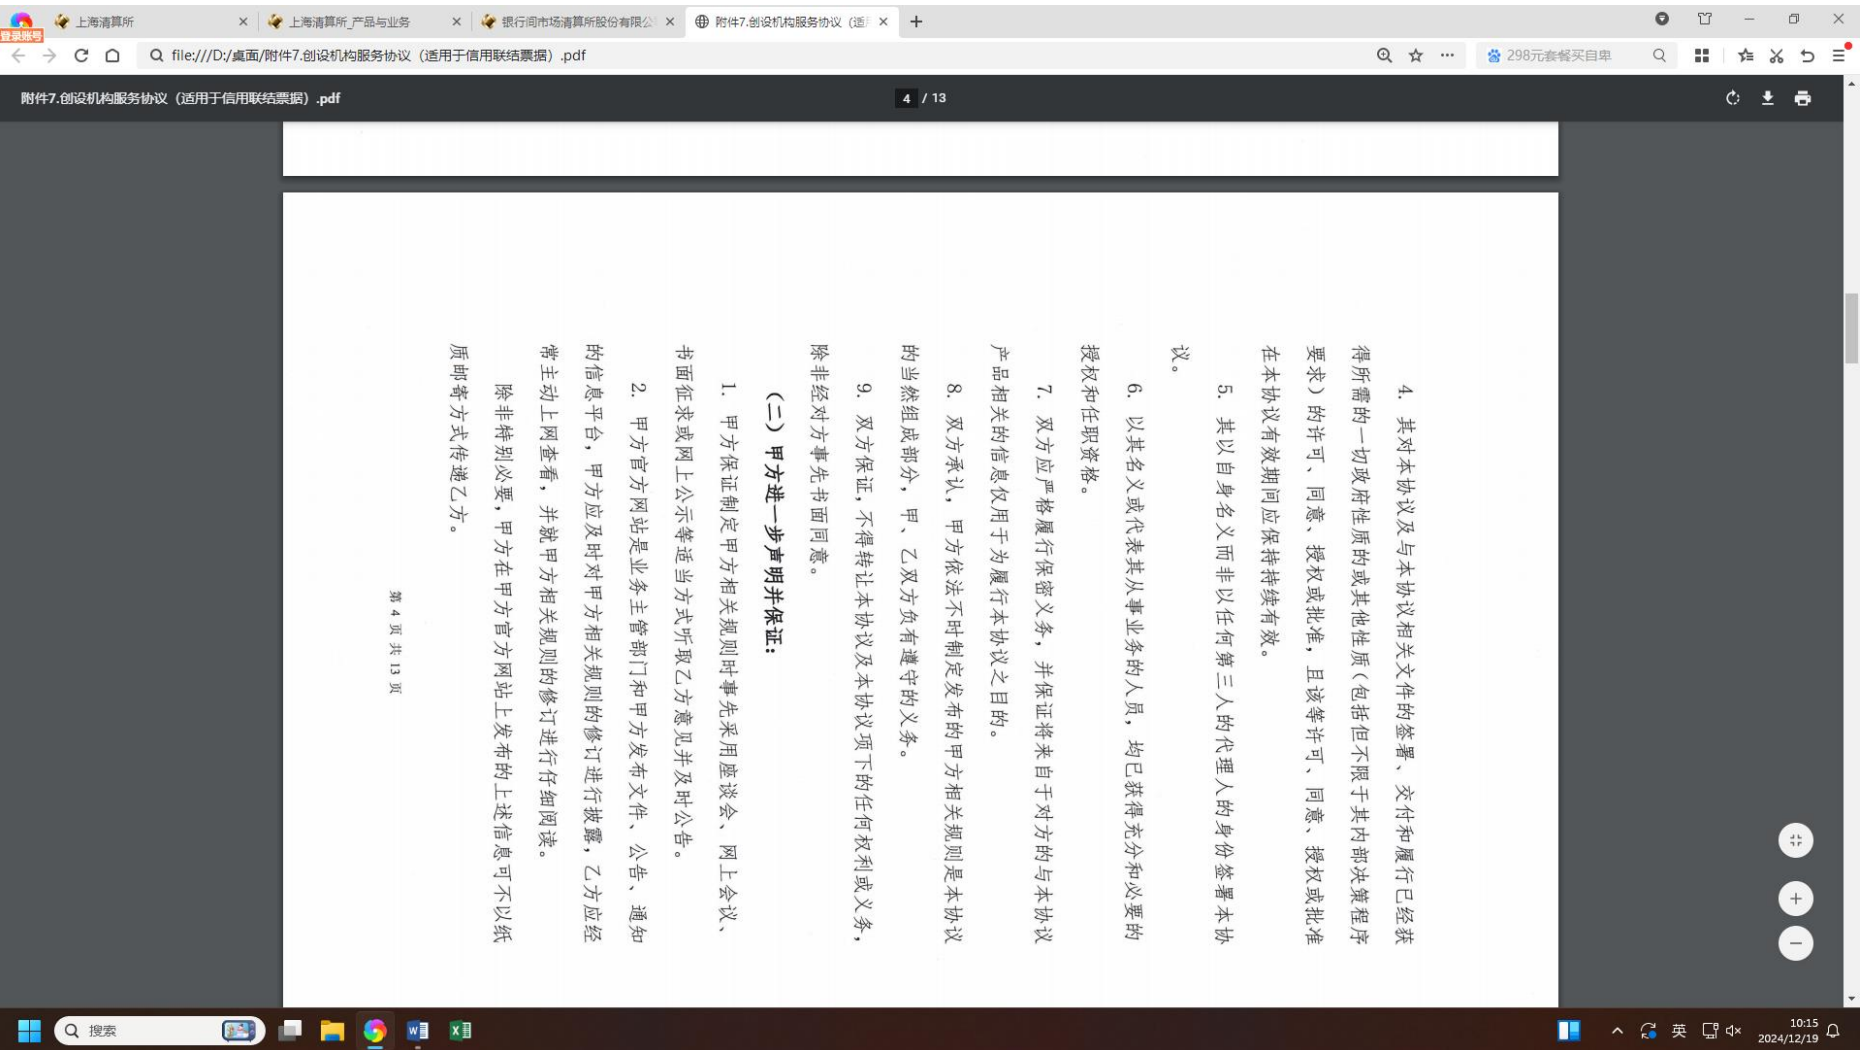 上海清算所
上海清算所_产品与业务
银行间市场清算所股份有限公
附件7.创设机构服务协议（适
登录账号
file:///D:/桌面/附件7.创设机构服务协议（适用于信用联结票据）.pdf
298元套餐买自卑
附件7.创设机构服务协议（适用于信用联结票据）.pdf
4 / 13
4. 其对本协议及与本协议相关文件的签署、交付和履行已经获
得所需的一切政府性质的或其他性质（包括但不限于其内部决策程序
要求）的许可、同意、授权或批准，且该等许可、同意、授权或批准
在本协议有效期间应保持持续有效。
5. 其以自身名义而非以任何第三人的代理人的身份签署本协
议。
6. 以其名义或代表其从事业务的人员，均已获得充分和必要的
授权和任职资格。
7. 双方应严格履行保密义务，并保证将来自于对方的与本协议
产品相关的信息仅用于为履行本协议之目的。
8. 双方承认，甲方依法不时制定发布的甲方相关规则是本协议
的当然组成部分，甲、乙双方负有遵守的义务。
9. 双方保证，不得转让本协议及本协议项下的任何权利或义务，
除非经对方事先书面同意。
（二）甲方进一步声明并保证：
1. 甲方保证制定甲方相关规则时事先采用座谈会、网上会议、
书面征求或网上公示等适当方式听取乙方意见并及时公告。
2. 甲方官方网站是业务主管部门和甲方发布文件、公告、通知
的信息平台，甲方应及时对甲方相关规则的修订进行披露，乙方应经
常主动上网查看，并就甲方相关规则的修订进行仔细阅读。
除非特别必要，甲方在甲方官方网站上发布的上述信息可不以纸
质邮寄方式传递乙方。
第 4 页 共 13 页
搜索
英
10:15
2024/12/19